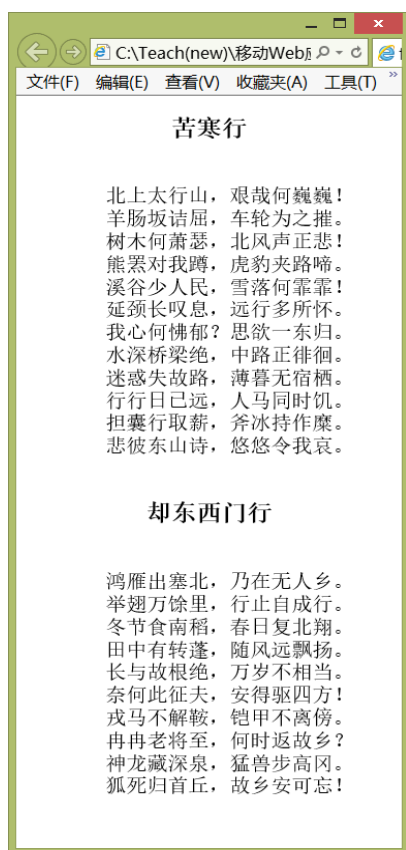 C:\Teach(new)\移动Web
文件(F) 编辑(E) 查看(V) 收藏夹(A) 工具(T) »
苦寒行
北上太行山，艰哉何巍巍！
羊肠坂诘屈，车轮为之摧。
树木何萧瑟，北风声正悲！
熊罴对我蹲，虎豹夹路啼。
溪谷少人民，雪落何霏霏！
延颈长叹息，远行多所怀。
我心何怫郁？思欲一东归。
水深桥梁绝，中路正徘徊。
迷惑失故路，薄暮无宿栖。
行行日已远，人马同时饥。
担囊行取薪，斧冰持作糜。
悲彼东山诗，悠悠令我哀。
却东西门行
鸿雁出塞北，乃在无人乡。
举翅万馀里，行止自成行。
冬节食南稻，春日复北翔。
田中有转蓬，随风远飘扬。
长与故根绝，万岁不相当。
奈何此征夫，安得驱四方！
戎马不解鞍，铠甲不离傍。
冉冉老将至，何时返故乡？
神龙藏深泉，猛兽步高冈。
狐死归首丘，故乡安可忘！